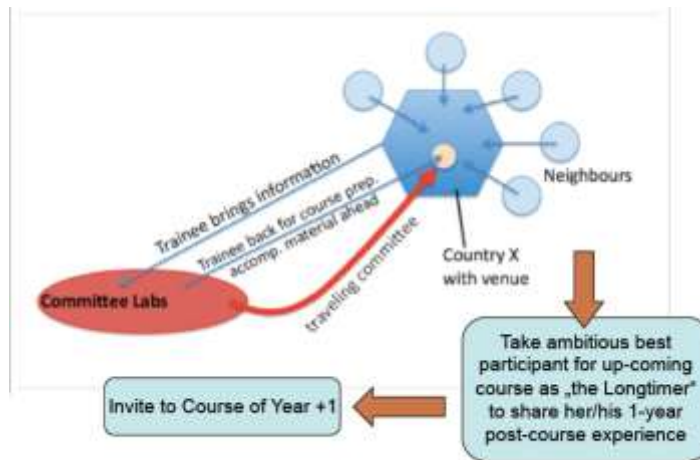 Trainee brings information
Trainee back for course prep.
accomp. material ahead
traveling committee
Committee Labs
Neighbours
Country X
with venue
Take ambitious best
participant for up-coming
course as „the Longtimer"
to share her/his 1-year
post-course experience
Invite to Course of Year +1